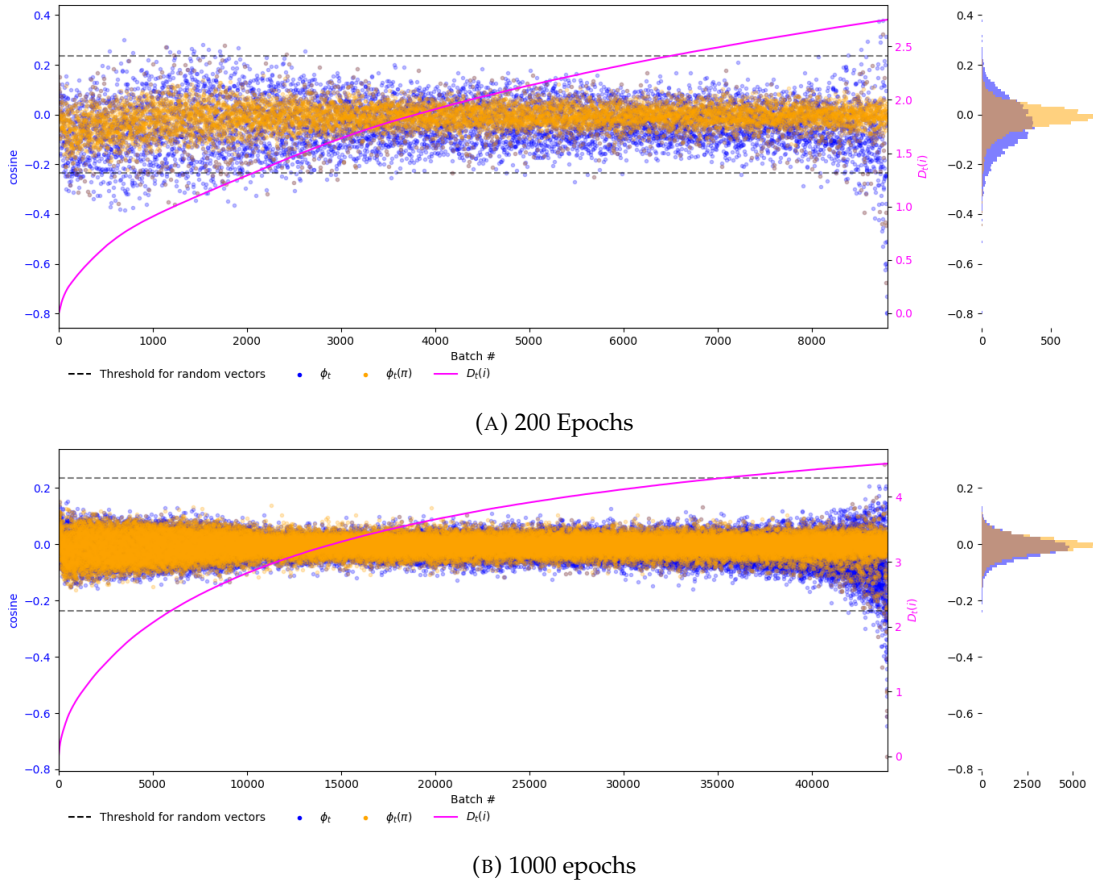 0.4
0.2
0.0
−0.2
−0.4
−0.6
−0.8
cosine
0 1000 2000 3000 4000 5000 6000 7000 8000
Batch #
2.5
2.0
1.5
1.0
0.5
0.0
D_t(i)
0.4
0.2
0.0
−0.2
−0.4
−0.6
−0.8
0 500
Threshold for random vectors ϕ_t ϕ_t(π) D_t(i)
(A) 200 Epochs
0.2
0.0
−0.2
−0.4
−0.6
−0.8
cosine
0 5000 10000 15000 20000 25000 30000 35000 40000
Batch #
4
3
2
1
0
D_t(i)
0.2
0.0
−0.2
−0.4
−0.6
−0.8
0 2500 5000
Threshold for random vectors ϕ_t ϕ_t(π) D_t(i)
(B) 1000 epochs